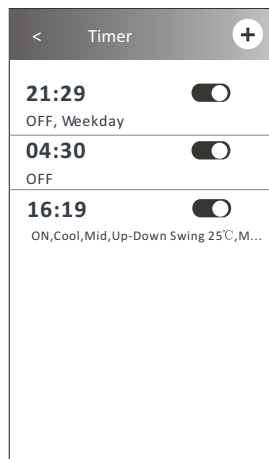 < Timer +
21:29
OFF, Weekday
04:30
OFF
16:19
ON,Cool,Mid,Up-Down Swing 25℃,M...